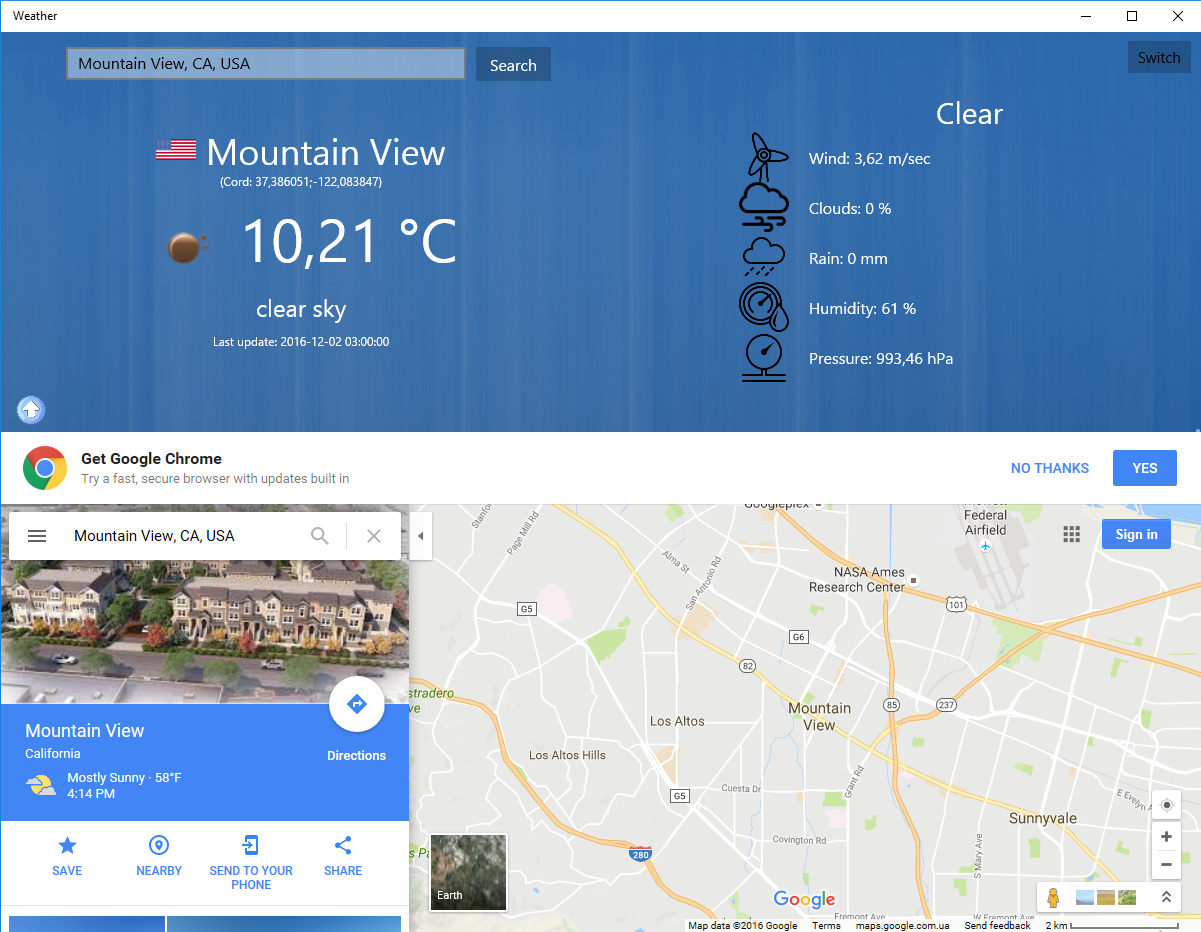 Weather
Mountain View, CA, USA
Search
Switch
Mountain View
(Cord: 37,386051;-122,083847)
10,21 °C
clear sky
Last update: 2016-12-02 03:00:00
Clear
Wind: 3,62 m/sec
Clouds: 0 %
Rain: 0 mm
Humidity: 61 %
Pressure: 993,46 hPa
Get Google Chrome
Try a fast, secure browser with updates built in
NO THANKS
YES
Mountain View, CA, USA
Mountain View
California
Mostly Sunny · 58°F
4:14 PM
Directions
SAVE
NEARBY
SEND TO YOUR
PHONE
SHARE
Page Mill Rd
Googleplex
Federal
Airfield
Sign in
Alma St
San Antonio Rd
NASA Ames
Research Center
G5
101
G6
82
85
237
Los Altos
Mountain
View
Los Altos Hills
G5
Cuesta Dr
Grant Rd
Sunnyvale
Covington Rd
S Mary Ave
280
Earth
Google
Fremont Ave
W Fremont Ave
Map data ©2016 Google
Terms
maps.google.com.ua
Send feedback
2 km